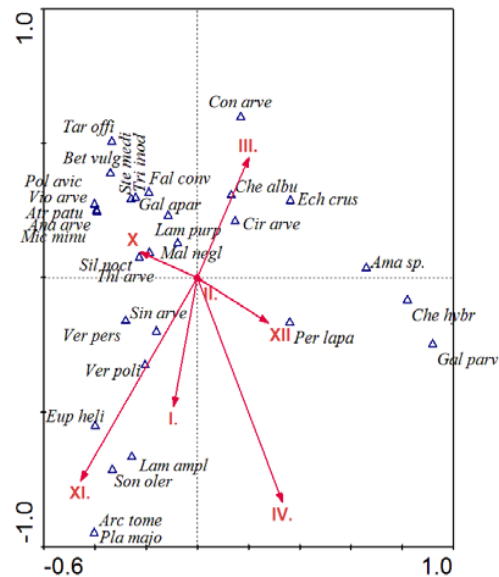 1.0
Con arve
Tar offi
III.
Bet vulg
Ste medi
Tri inod
Pol avic
Fal conv
Che albu
Vio arve
Ech crus
Atr patu
Gal apar
Ana arve
Cir arve
Mic minu
Lam purp
X
Mal negl
Sil noct
Ama sp.
Thl arve
II.
Sin arve
Che hybr
Ver pers
XII
Per lapa
Gal parv
Ver poli
Eup heli
I.
Lam ampl
XI.
Son oler
IV.
Arc tome
Pla majo
-1.0
-0.6
1.0